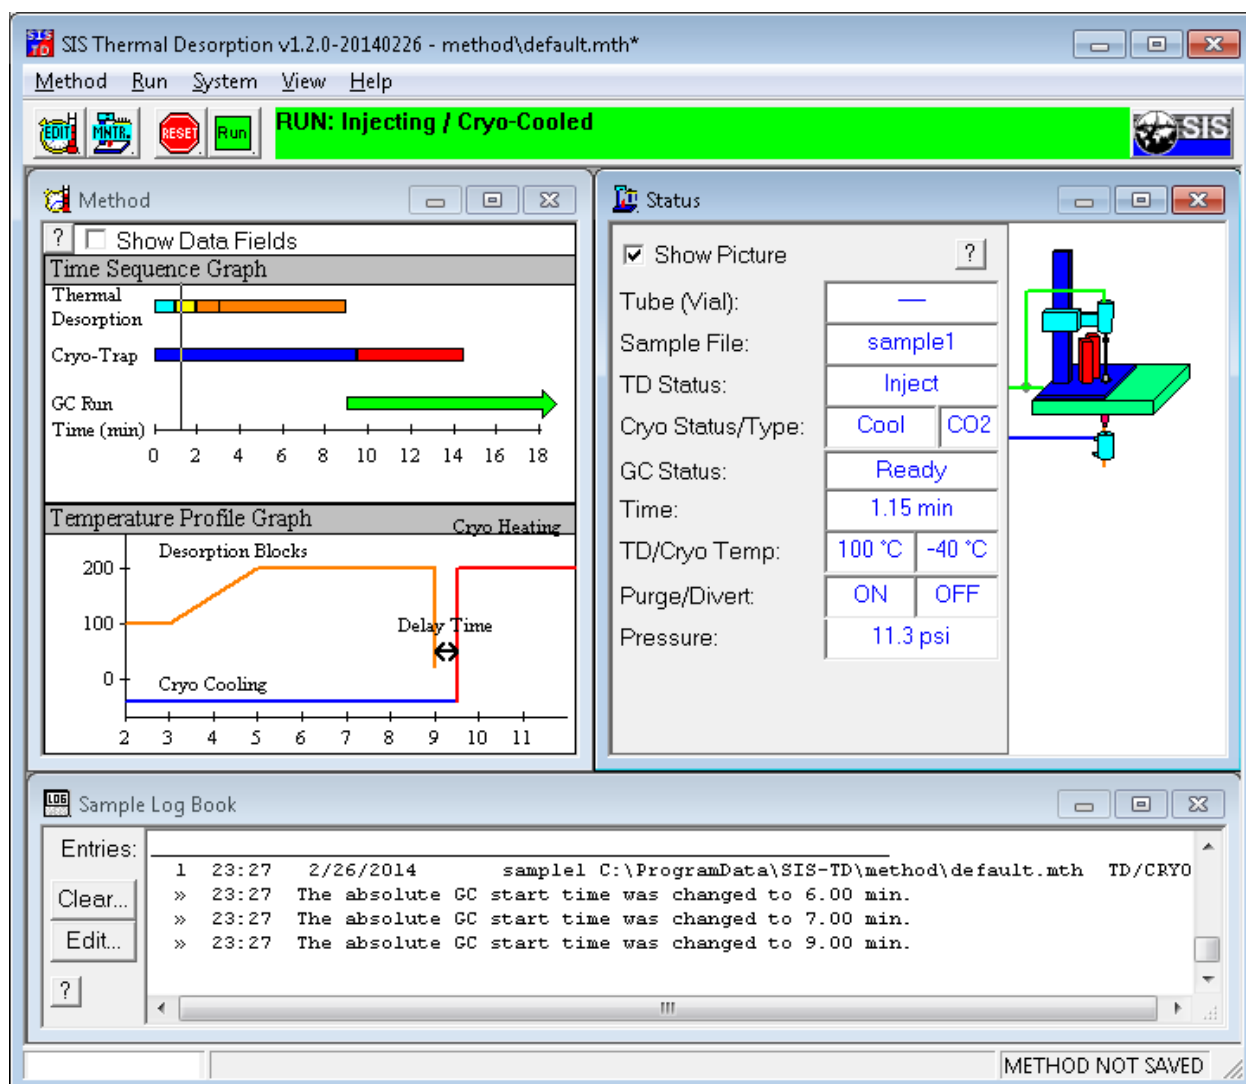 SIS Thermal Desorption v1.2.0-20140226 - method\default.mth*
Method Run System View Help
EDIT MNTR. RESET Run RUN: Injecting / Cryo-Cooled SIS
Method
? Show Data Fields
Time Sequence Graph
Thermal
Desorption
Cryo-Trap
GC Run
Time (min)
0 2 4 6 8 10 12 14 16 18
Temperature Profile Graph
Cryo Heating
Desorption Blocks
200
100
Delay Time
0
Cryo Cooling
2 3 4 5 6 7 8 9 10 11
Status
Show Picture ?
Tube (Vial): —
Sample File: sample1
TD Status: Inject
Cryo Status/Type: Cool CO2
GC Status: Ready
Time: 1.15 min
TD/Cryo Temp: 100 °C -40 °C
Purge/Divert: ON OFF
Pressure: 11.3 psi
LOG Sample Log Book
Entries:
Clear...
Edit...
?
1 23:27 2/26/2014 sample1 C:\ProgramData\SIS-TD\method\default.mth TD/CRYO
» 23:27 The absolute GC start time was changed to 6.00 min.
» 23:27 The absolute GC start time was changed to 7.00 min.
» 23:27 The absolute GC start time was changed to 9.00 min.
METHOD NOT SAVED